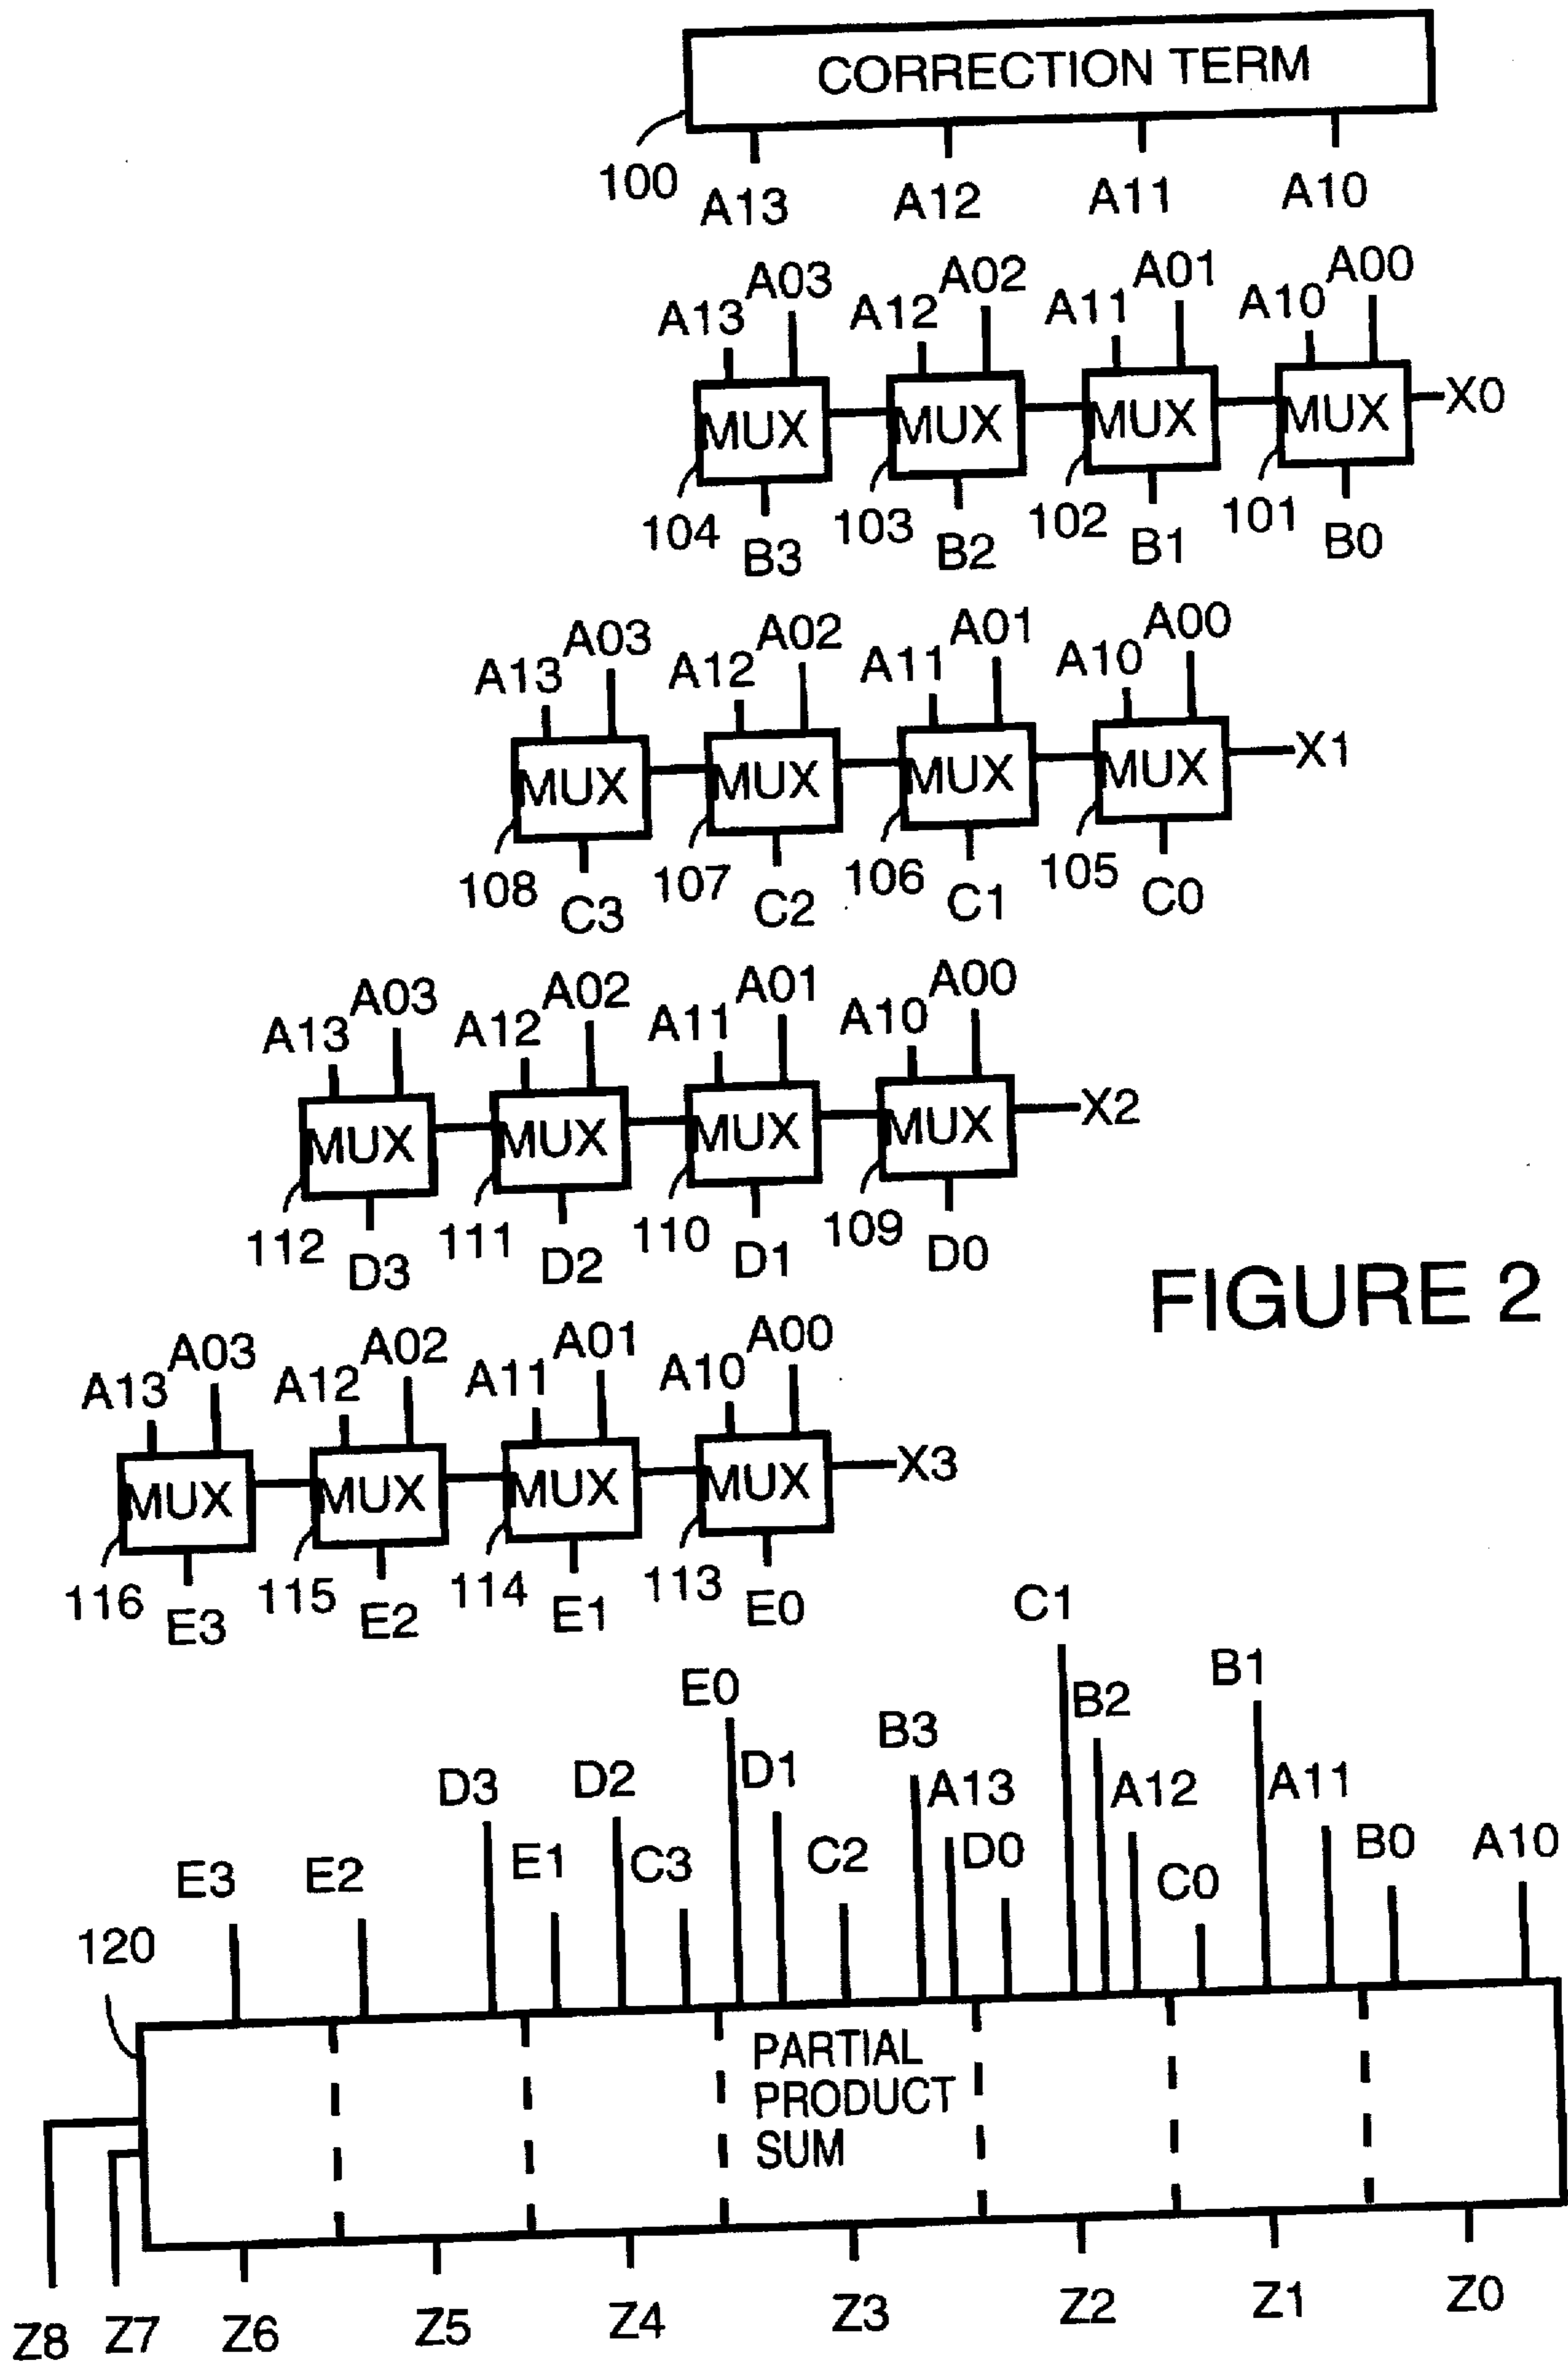 CORRECTION TERM
100
A13 A12 A11 A10
A03 A02 A01 A00
A13 A12 A11 A10
MUX MUX MUX MUX X0
104 103 102 101
B3 B2 B1 B0
A03 A02 A01 A00
A13 A12 A11 A10
MUX MUX MUX MUX X1
108 107 106 105
C3 C2 C1 C0
A03 A02 A01 A00
A13 A12 A11 A10
MUX MUX MUX MUX X2
112 111 110 109
D3 D2 D1 D0
FIGURE 2
A03 A02 A01 A00
A13 A12 A11 A10
MUX MUX MUX MUX X3
116 115 114 113
E3 E2 E1 E0
C1
E0 B2 B1
D3 D2 D1 B3 A13 A12 A11
E3 E2 E1 C3 C2 D0 C0 B0 A10
120
PARTIAL
PRODUCT
SUM
Z8 Z7 Z6 Z5 Z4 Z3 Z2 Z1 Z0